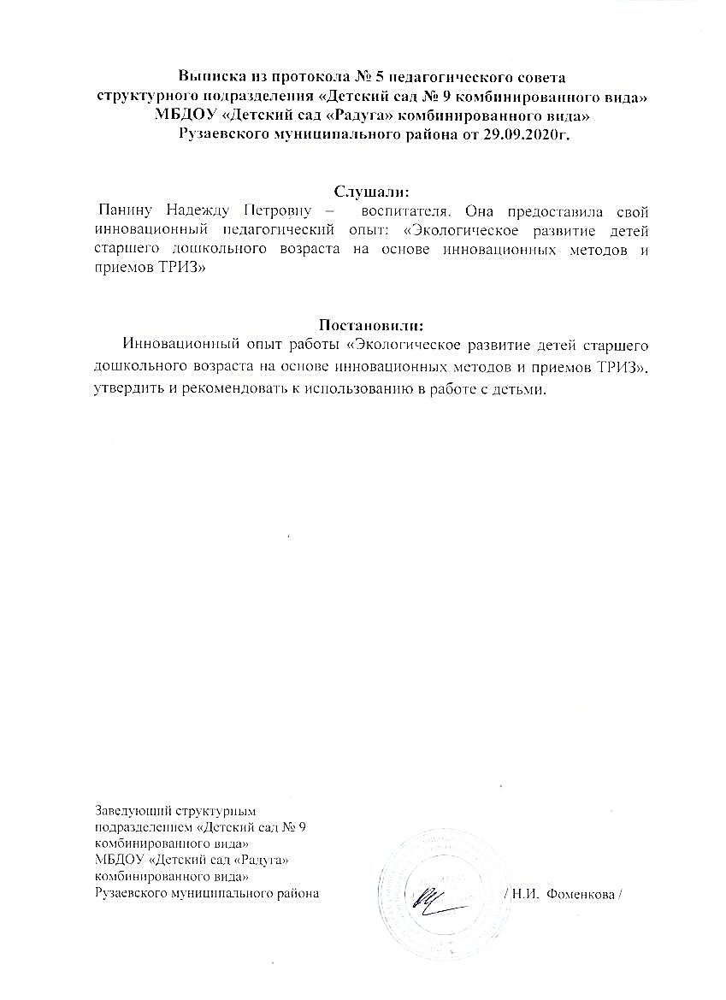 Выписка из протокола № 5 педагогического совета
структурного подразделения «Детский сад № 9 комбинированного вида»
МБДОУ «Детский сад «Радуга» комбинированного вида»
Рузаевского муниципального района от 29.09.2020г.
Слушали:
Панину Надежду Петровну – воспитателя. Она предоставила свой
инновационный педагогический опыт: «Экологическое развитие детей
старшего дошкольного возраста на основе инновационных методов и
приемов ТРИЗ»
Постановили:
Инновационный опыт работы «Экологическое развитие детей старшего
дошкольного возраста на основе инновационных методов и приемов ТРИЗ».
утвердить и рекомендовать к использованию в работе с детьми.
Заведующий структурным
подразделением «Детский сад № 9
комбинированного вида»
МБДОУ «Детский сад «Радуга»
комбинированного вида»
Рузаевского муниципального района / Н.И. Фоменкова /